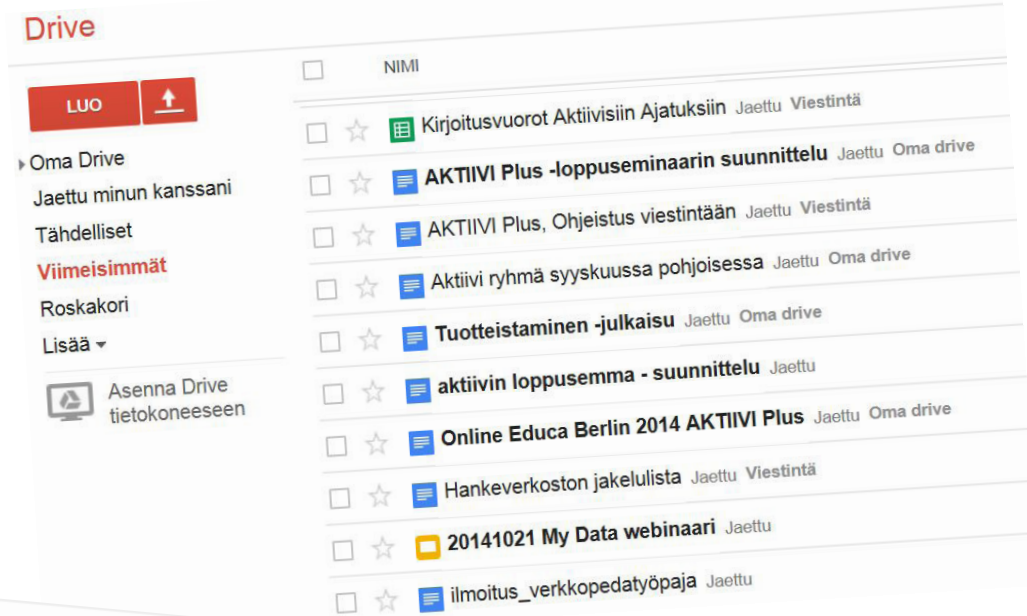 Drive
LUO
Oma Drive
Jaettu minun kanssani
Tähdelliset
Viimeisimmät
Roskakori
Lisää
Asenna Drive
tietokoneeseen
NIMI
Kirjoitusvuorot Aktiivisiin Ajatuksiin Jaettu Viestintä
AKTIIVI Plus -loppuseminaarin suunnittelu Jaettu Oma drive
AKTIIVI Plus, Ohjeistus viestintään Jaettu Viestintä
Aktiivi ryhmä syyskuussa pohjoisessa Jaettu Oma drive
Tuotteistaminen -julkaisu Jaettu Oma drive
aktiivin loppusemma - suunnittelu Jaettu
Online Educa Berlin 2014 AKTIIVI Plus Jaettu Oma drive
Hankeverkoston jakelulista Jaettu Viestintä
20141021 My Data webinaari Jaettu
ilmoitus_verkkopedatyöpaja Jaettu